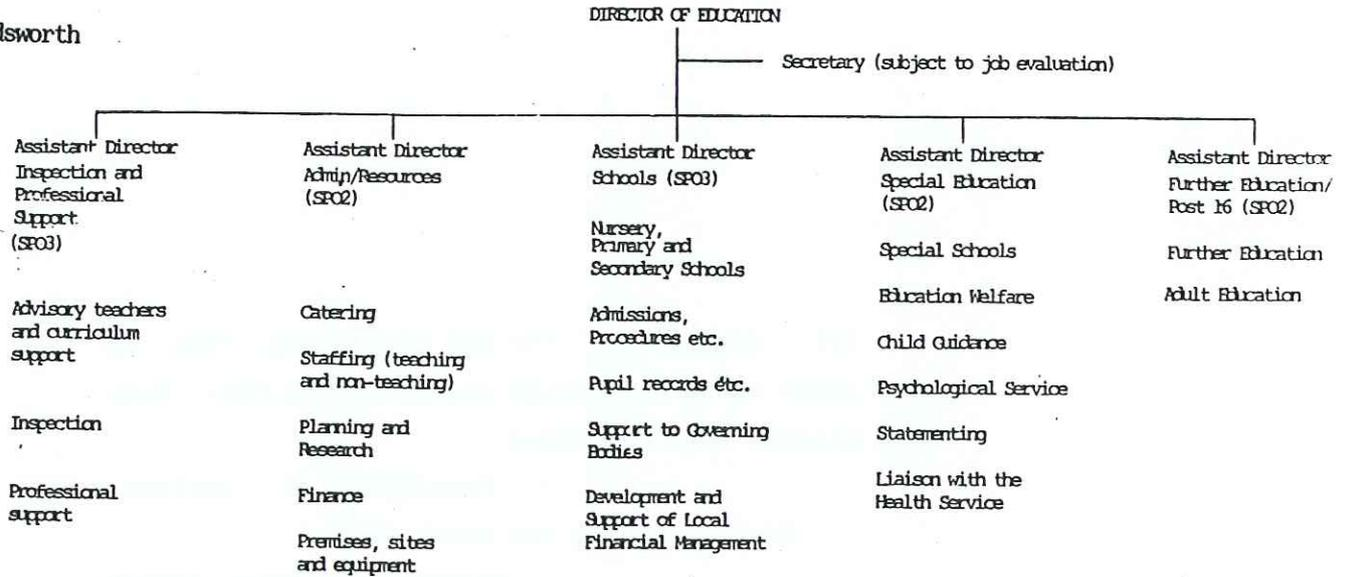 DIRECTOR OF EDUCATION
dsworth
Secretary (subject to job evaluation)
Assistant Director
Inspection and
Professional
Support
(SPO3)
Advisory teachers
and curriculum
support
Inspection
Professional
support
Assistant Director
Admin/Resources
(SPO2)
Catering
Staffing (teaching
and non-teaching)
Planning and
Research
Finance
Premises, sites
and equipment
Assistant Director
Schools (SPO3)
Nursery,
Primary and
Secondary Schools
Admissions,
Procedures etc.
Pupil records etc.
Support to Governing
Bodies
Development and
Support of Local
Financial Management
Assistant Director
Special Education
(SPO2)
Special Schools
Education Welfare
Child Guidance
Psychological Service
Statementing
Liaison with the
Health Service
Assistant Director
Further Education/
Post 16 (SPO2)
Further Education
Adult Education